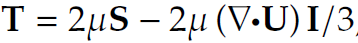 T = 2μS − 2μ (∇•U) I/3,